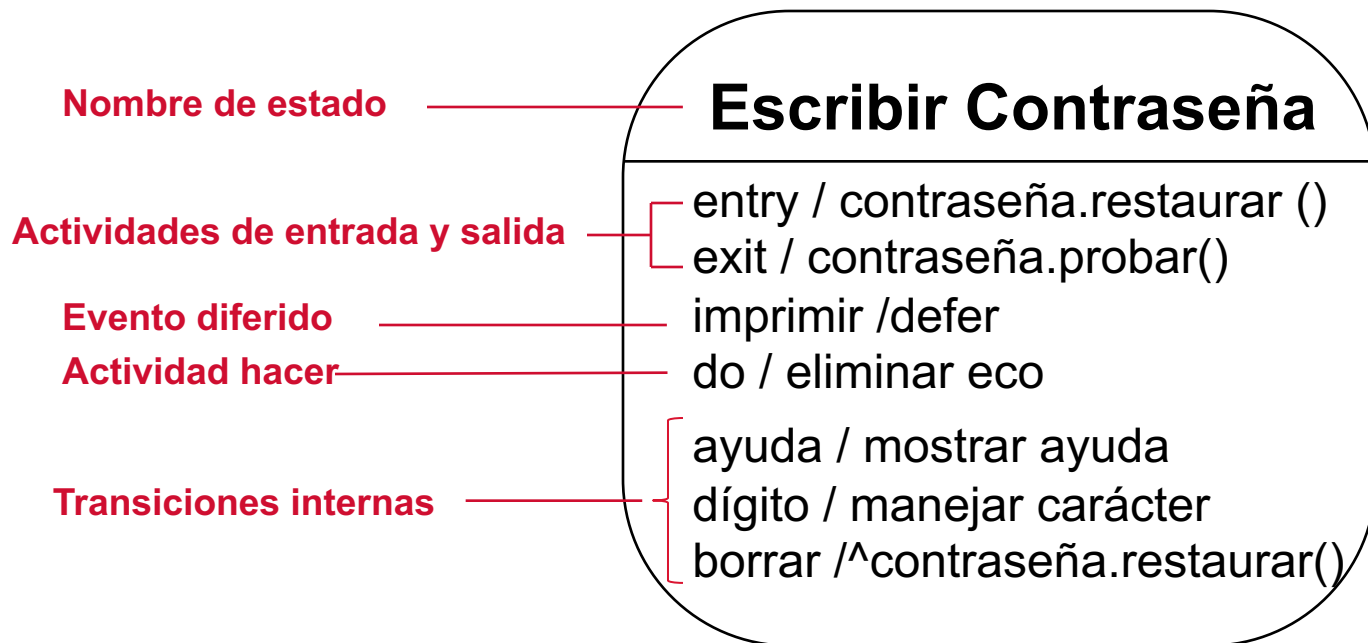 Nombre de estado
Escribir Contraseña
Actividades de entrada y salida
entry / contraseña.restaurar ()
exit / contraseña.probar()
Evento diferido
imprimir /defer
Actividad hacer
do / eliminar eco
Transiciones internas
ayuda / mostrar ayuda
dígito / manejar carácter
borrar /^contraseña.restaurar()